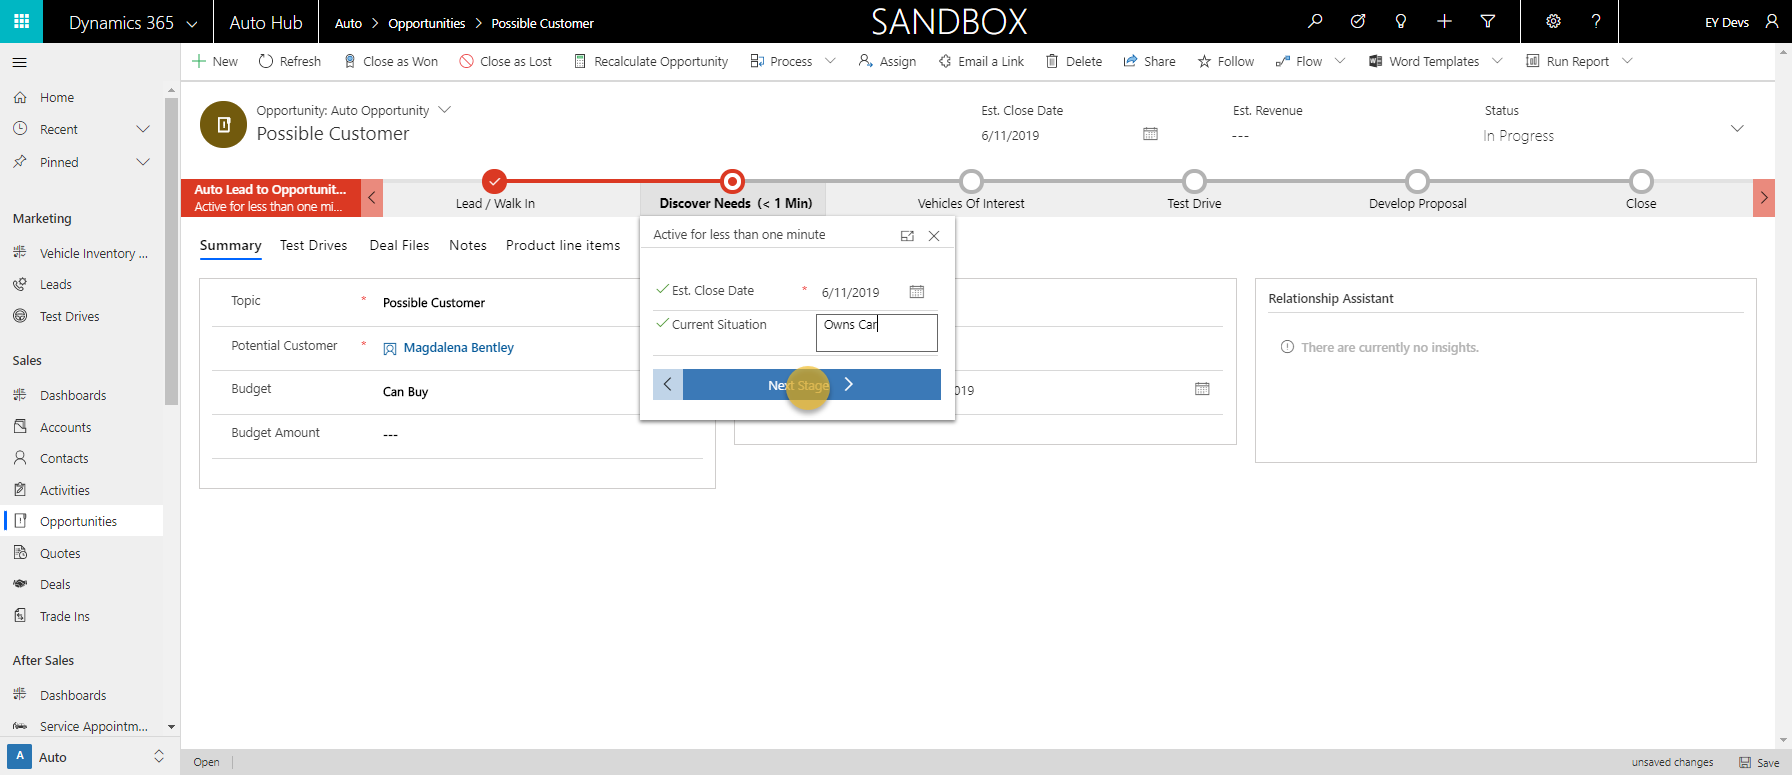 Dynamics 365
Auto Hub
Auto > Opportunities > Possible Customer
SANDBOX
EY Devs
New
Refresh
Close as Won
Close as Lost
Recalculate Opportunity
Process
Assign
Email a Link
Delete
Share
Follow
Flow
Word Templates
Run Report
Home
Recent
Pinned
Marketing
Vehicle Inventory ...
Leads
Test Drives
Sales
Dashboards
Accounts
Contacts
Activities
Opportunities
Quotes
Deals
Trade Ins
After Sales
Dashboards
Service Appointm...
A Auto
Opportunity: Auto Opportunity
Possible Customer
Est. Close Date
6/11/2019
Est. Revenue
---
Status
In Progress
Auto Lead to Opportunit...
Active for less than one mi...
Lead / Walk In
Discover Needs (< 1 Min)
Vehicles Of Interest
Test Drive
Develop Proposal
Close
Summary
Test Drives
Deal Files
Notes
Product line items
Topic * Possible Customer
Potential Customer * Magdalena Bentley
Budget Can Buy
Budget Amount ---
Active for less than one minute
Est. Close Date * 6/11/2019
Current Situation Owns Car
Next Stage
019
Relationship Assistant
There are currently no insights.
Open
unsaved changes
Save